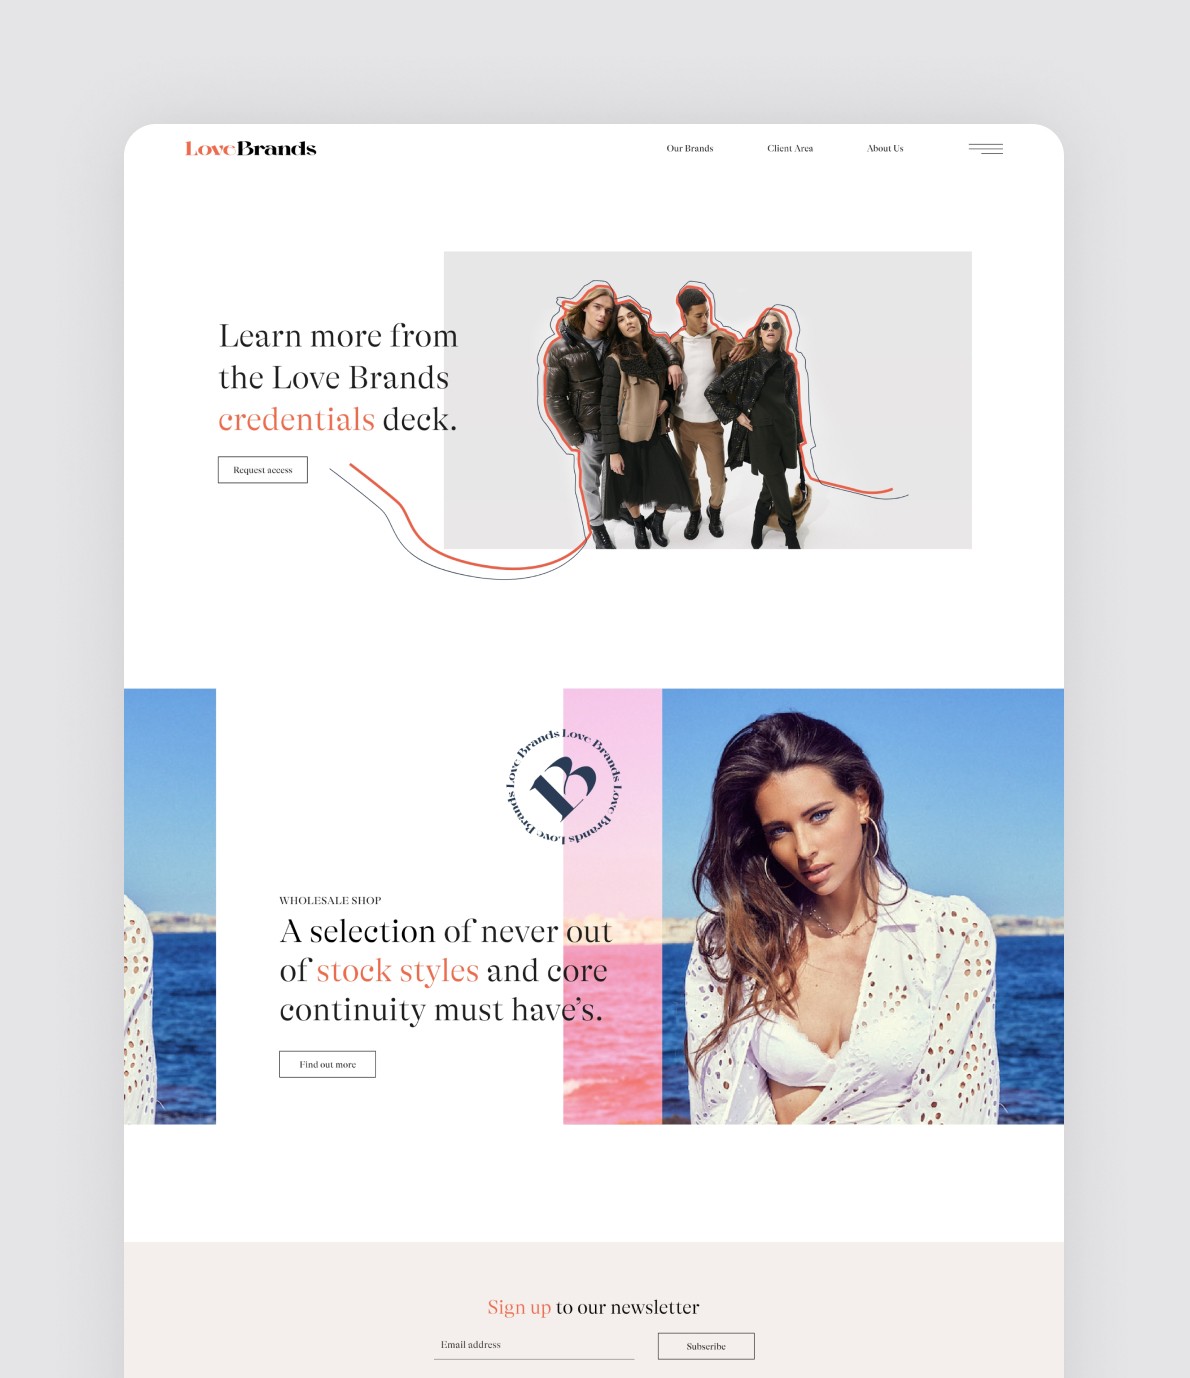 LoveBrands
Our Brands
Client Area
About Us
Learn more from
the Love Brands
credentials deck.
Request access
Love Brands Love Brands Love Brands Love Brands
B
WHOLESALE SHOP
A selection of never out
of stock styles and core
continuity must have's.
Find out more
Sign up to our newsletter
Email address
Subscribe